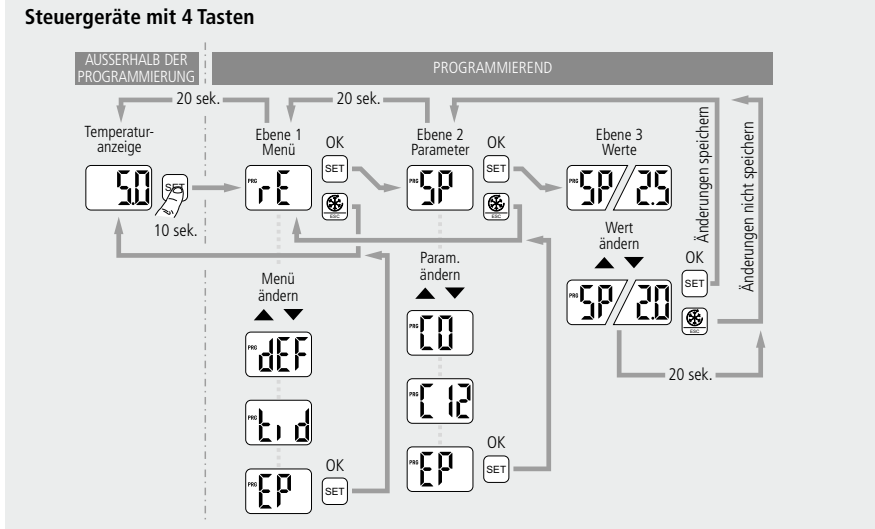 Steuergeräte mit 4 Tasten
AUSSERHALB DER
PROGRAMMIERUNG
PROGRAMMIEREND
20 sek.
20 sek.
Temperatur-
anzeige
5.0
SET
10 sek.
Ebene 1
Menü
PRG rE
OK
SET
ESC
Ebene 2
Parameter
PRG SP
OK
SET
ESC
Ebene 3
Werte
PRG SP/2.5
Wert
ändern
PRG SP/2.0
OK
SET
ESC
20 sek.
Änderungen speichern
Änderungen nicht speichern
Menü
ändern
PRG dEF
PRG tid
PRG EP
OK
SET
Param.
ändern
PRG C0
PRG C12
PRG EP
OK
SET